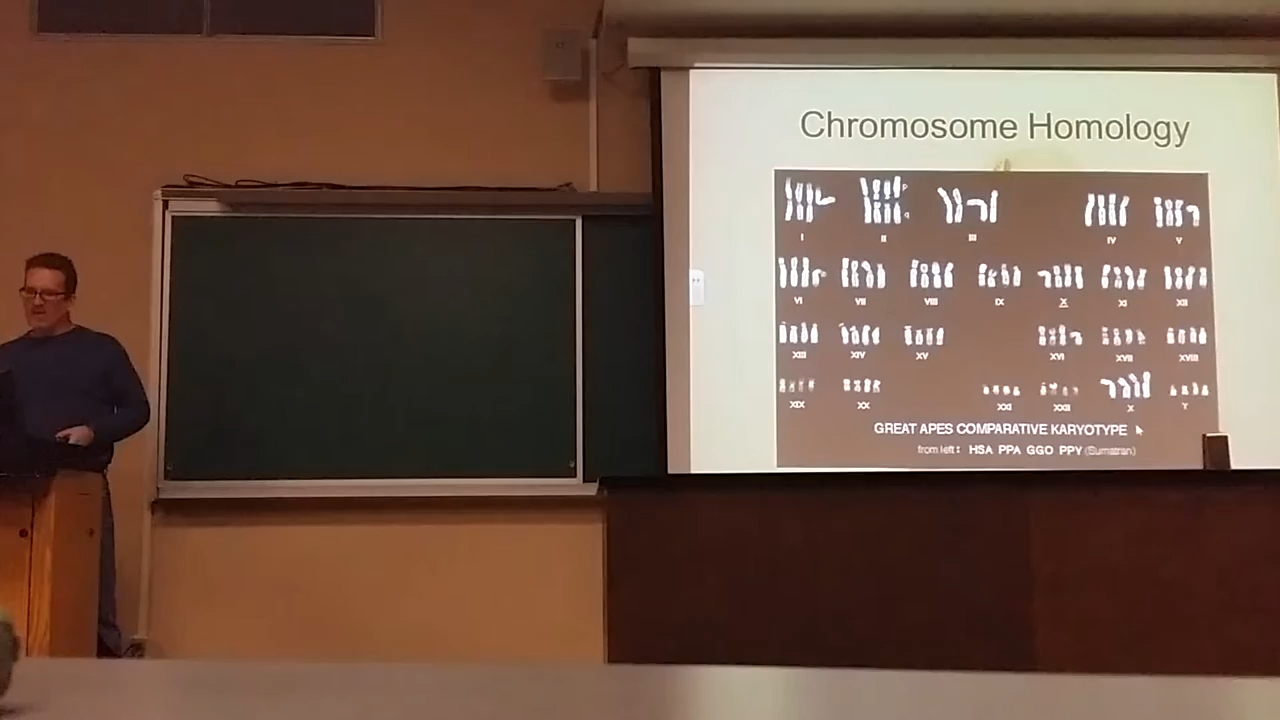 Chromosome Homology
p
q
I II III IV V
VI VII VIII IX X XI XII
XIII XIV XV XVI XVII XVIII
XIX XX XXI XXII X Y
GREAT APES COMPARATIVE KARYOTYPE
from left: HSA PPA GGO PPY (Sumatran)